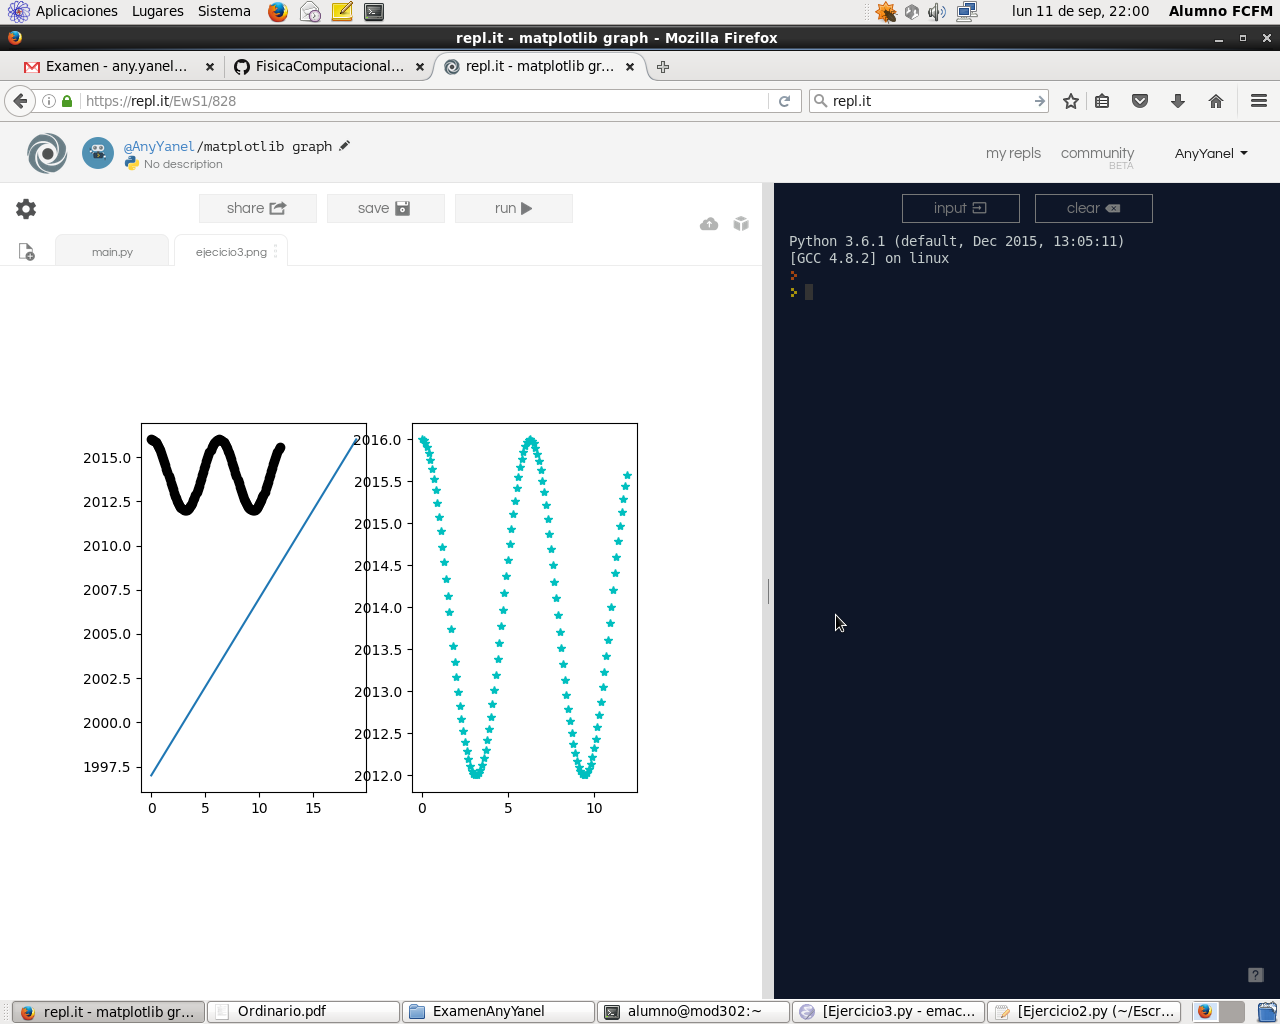 Aplicaciones Lugares Sistema lun 11 de sep, 22:00 Alumno FCFM
repl.it - matplotlib graph - Mozilla Firefox
Examen - any.yanel... FisicaComputacional... repl.it - matplotlib gr...
https://repl.it/EwS1/828 repl.it
@AnyYanel/matplotlib graph
No description
my repls community BETA AnyYanel
share save run
main.py ejecicio3.png
input clear
Python 3.6.1 (default, Dec 2015, 13:05:11)
[GCC 4.8.2] on linux
2015.0
2012.5
2010.0
2007.5
2005.0
2002.5
2000.0
1997.5
0 5 10 15
2016.0
2015.5
2015.0
2014.5
2014.0
2013.5
2013.0
2012.5
2012.0
0 5 10
?
repl.it - matplotlib gr... Ordinario.pdf ExamenAnyYanel alumno@mod302:~ [Ejercicio3.py - emac... [Ejercicio2.py (~/Escr...